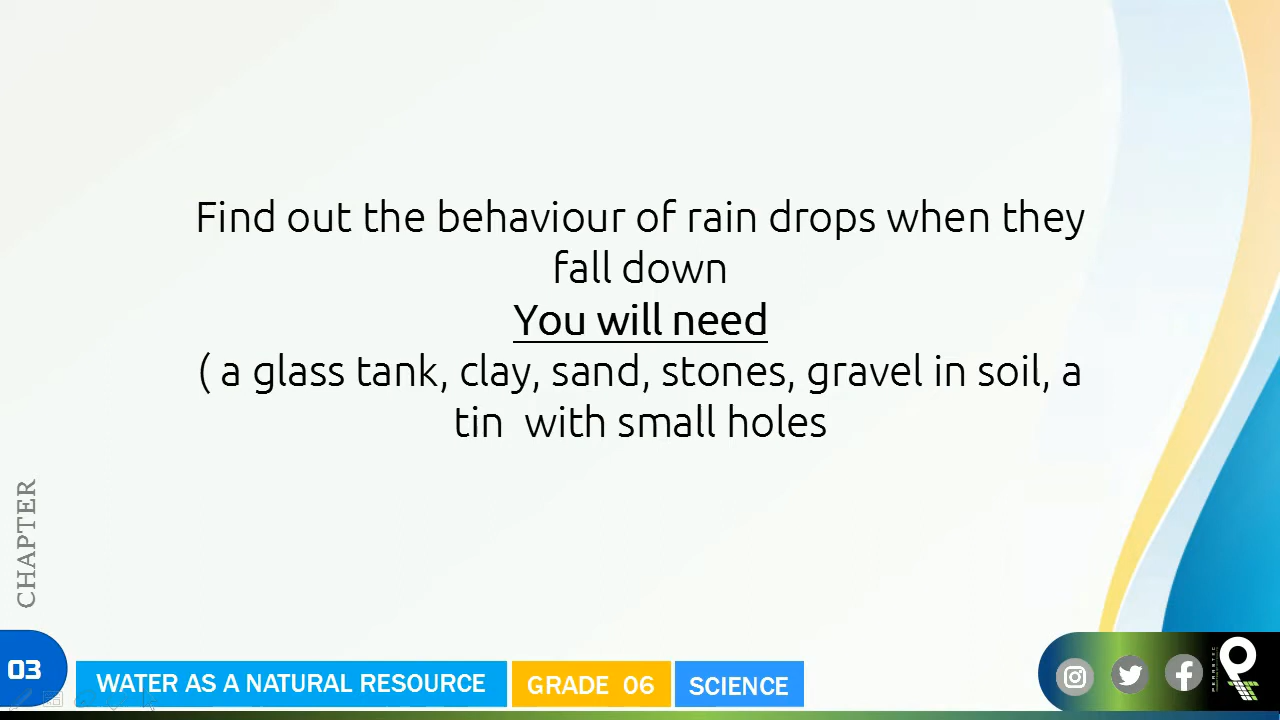 Find out the behaviour of rain drops when they
fall down
You will need
( a glass tank, clay, sand, stones, gravel in soil, a
tin with small holes
CHAPTER
03
WATER AS A NATURAL RESOURCE
GRADE 06
SCIENCE